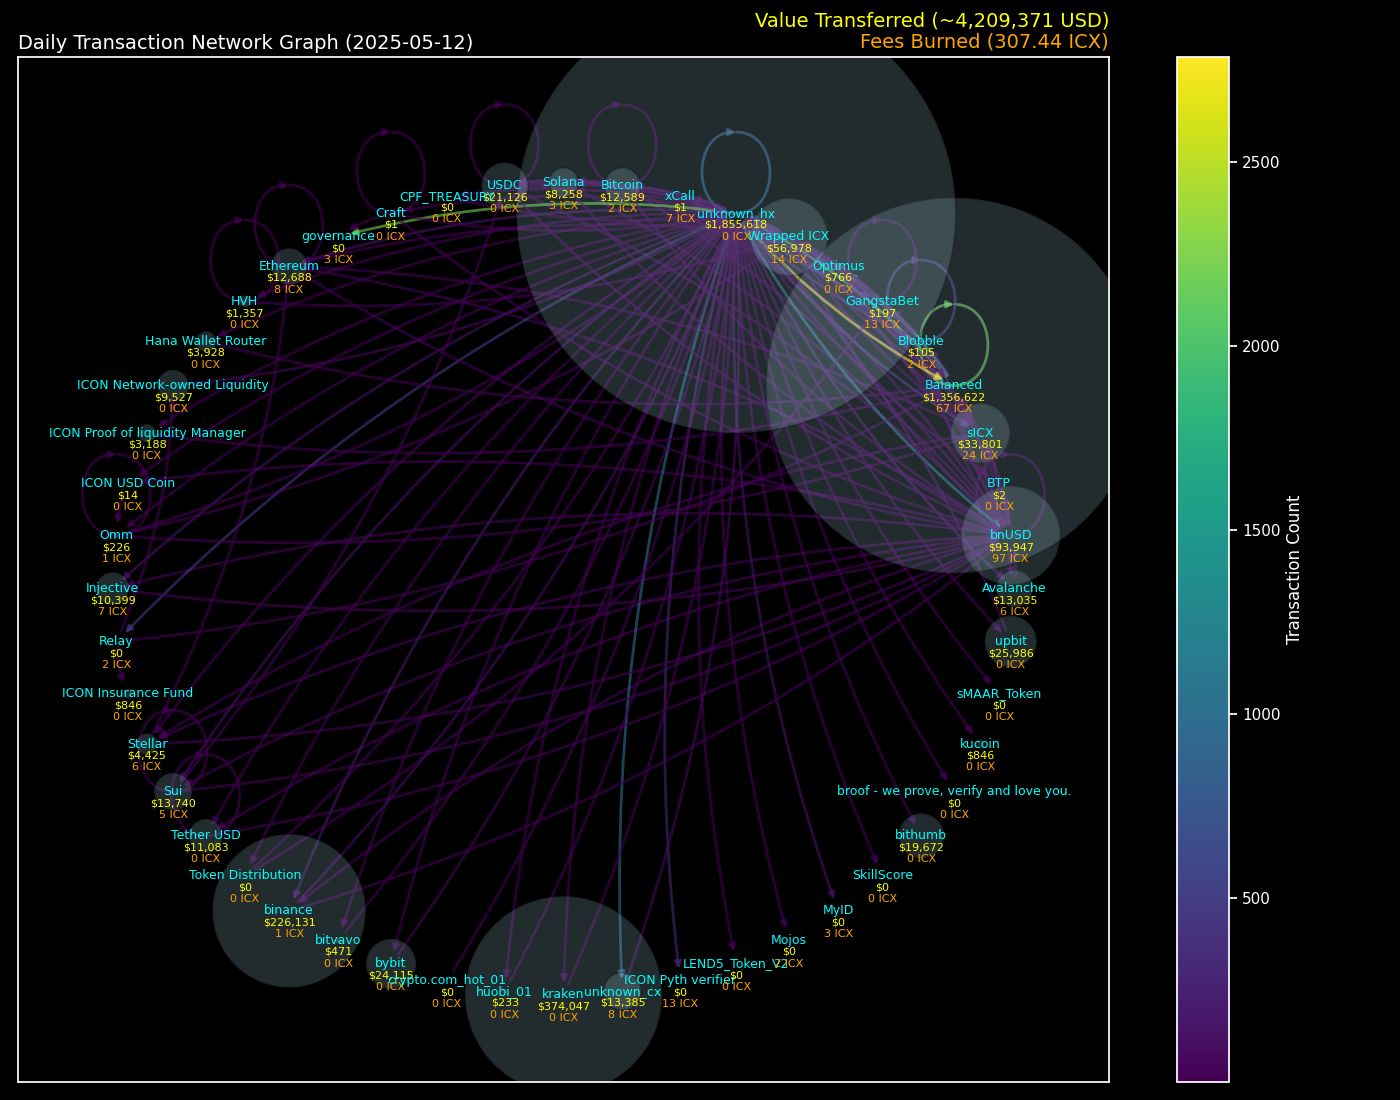 Value Transferred (~4,209,371 USD)
Daily Transaction Network Graph (2025-05-12)
Fees Burned (307.44 ICX)
Solana
$8,258
3 ICX
USDC
$21,126
0 ICX
Bitcoin
$12,589
2 ICX
CPF_TREASURY
$0
0 ICX
xCall
$1
7 ICX
Craft
$1
0 ICX
unknown_hx
$1,855,618
0 ICX
governance
$0
3 ICX
Wrapped ICX
$56,978
14 ICX
Ethereum
$12,688
8 ICX
Optimus
$766
0 ICX
HVH
$1,357
0 ICX
GangstaBet
$197
13 ICX
Hana Wallet Router
$3,928
0 ICX
Blobble
$105
2 ICX
ICON Network-owned Liquidity
$9,527
0 ICX
Balanced
$1,356,622
67 ICX
ICON Proof of liquidity Manager
$3,188
0 ICX
sICX
$33,801
24 ICX
ICON USD Coin
$14
0 ICX
BTP
$2
0 ICX
Omm
$226
1 ICX
bnUSD
$93,947
97 ICX
Injective
$10,399
7 ICX
Avalanche
$13,035
6 ICX
Relay
$0
2 ICX
upbit
$25,986
0 ICX
ICON Insurance Fund
$846
0 ICX
sMAAR_Token
$0
0 ICX
Stellar
$4,425
6 ICX
kucoin
$846
0 ICX
Sui
$13,740
5 ICX
broof - we prove, verify and love you.
$0
0 ICX
Tether USD
$11,083
0 ICX
bithumb
$19,672
0 ICX
Token Distribution
$0
0 ICX
SkillScore
$0
0 ICX
binance
$226,131
1 ICX
MyID
$0
3 ICX
bitvavo
$471
0 ICX
Mojos
$0
ICX
bybit
$24,115
0 ICX
LEND5_Token_V2
$0
0 ICX
crypto.com_hot_01
$0
0 ICX
ICON Pyth verifier
$0
13 ICX
huobi_01
$233
0 ICX
kraken
$374,047
0 ICX
unknown_cx
$13,385
8 ICX
2500
2000
1500
1000
500
Transaction Count